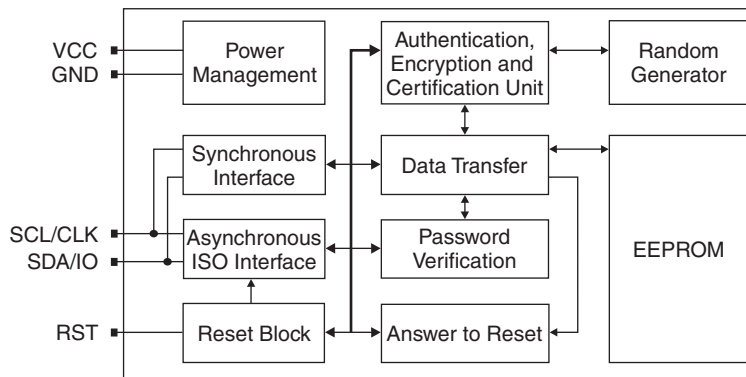 VCC
GND
Power
Management
Authentication,
Encryption and
Certification Unit
Random
Generator
Synchronous
Interface
Data Transfer
EEPROM
SCL/CLK
SDA/IO
Asynchronous
ISO Interface
Password
Verification
RST
Reset Block
Answer to Reset